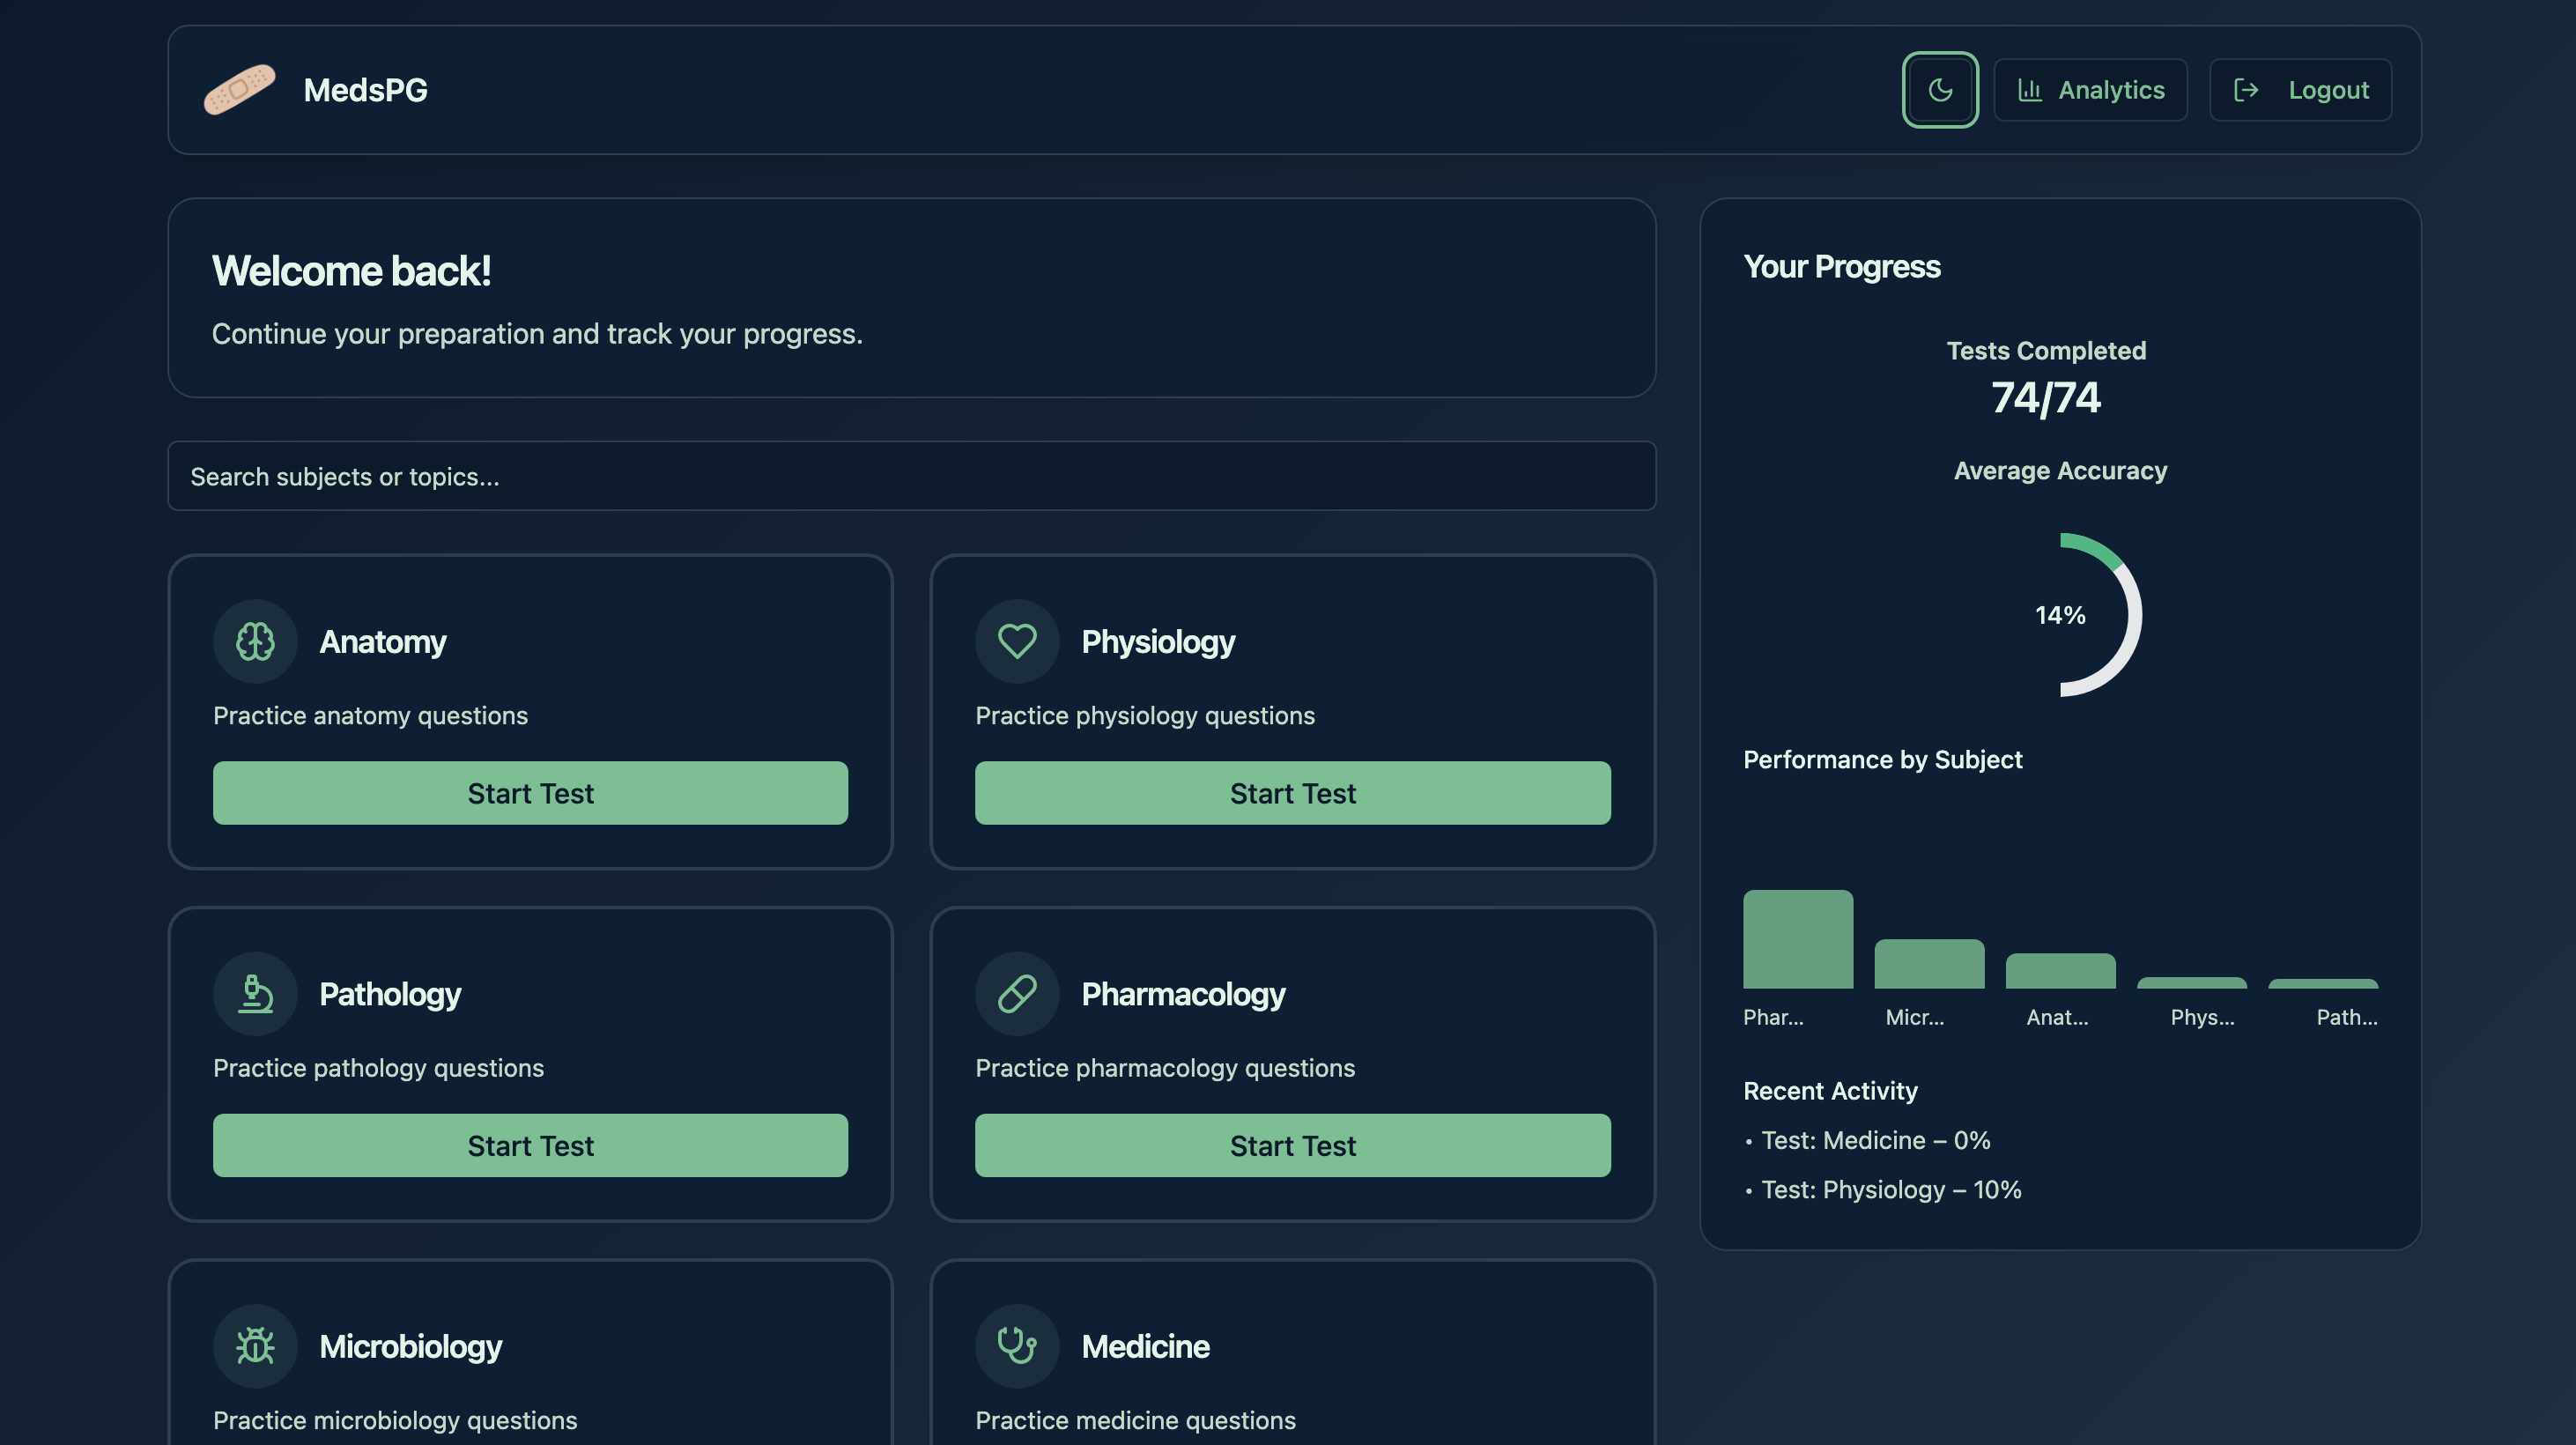 MedsPG
Analytics
Logout
Welcome back!
Continue your preparation and track your progress.
Search subjects or topics...
Anatomy
Practice anatomy questions
Start Test
Physiology
Practice physiology questions
Start Test
Pathology
Practice pathology questions
Start Test
Pharmacology
Practice pharmacology questions
Start Test
Microbiology
Practice microbiology questions
Medicine
Practice medicine questions
Your Progress
Tests Completed
74/74
Average Accuracy
14%
Performance by Subject
Phar... Micr... Anat... Phys... Path...
Recent Activity
• Test: Medicine – 0%
• Test: Physiology – 10%